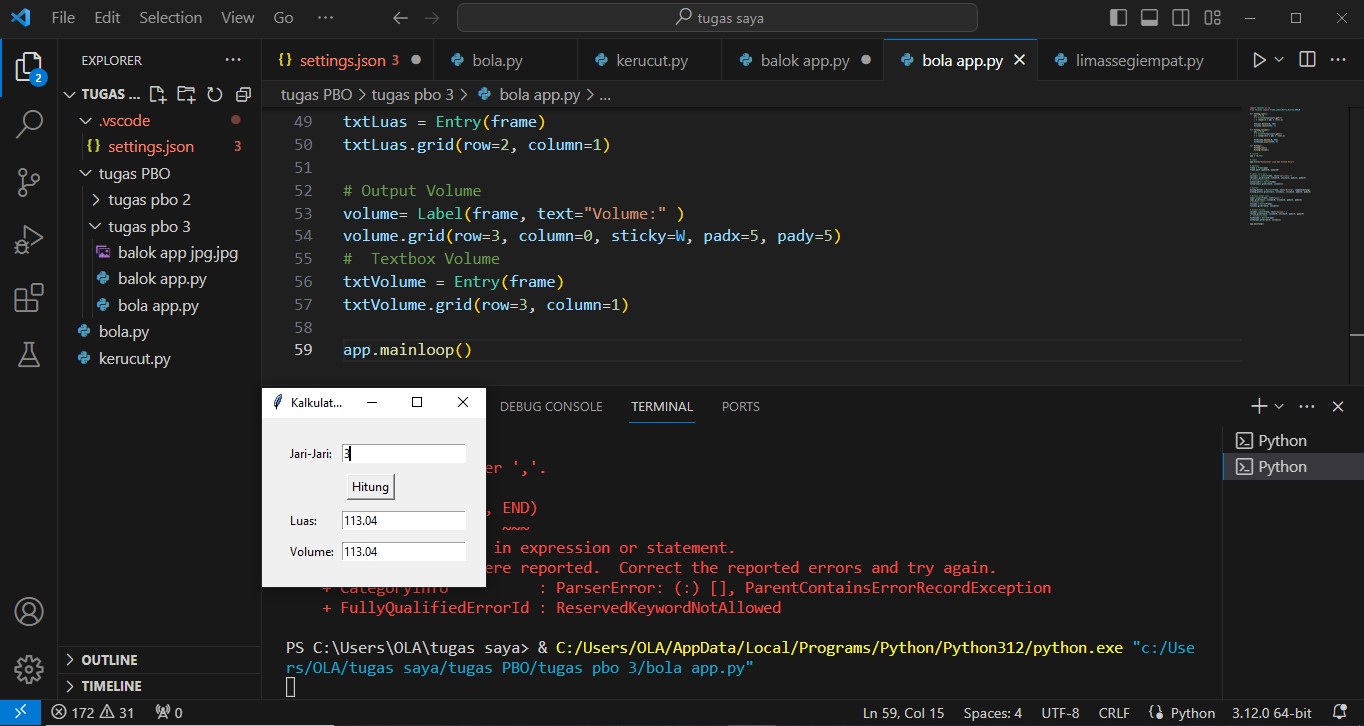 File Edit Selection View Go ··· tugas saya
EXPLORER ···
2
TUGAS ...
.vscode
{} settings.json 3
tugas PBO
tugas pbo 2
tugas pbo 3
balok app jpg.jpg
balok app.py
bola app.py
bola.py
kerucut.py
OUTLINE
TIMELINE
{} settings.json 3 bola.py kerucut.py balok app.py bola app.py limassegiempat.py
tugas PBO > tugas pbo 3 > bola app.py > ...
49 txtLuas = Entry(frame)
50 txtLuas.grid(row=2, column=1)
51
52 # Output Volume
53 volume= Label(frame, text="Volume:" )
54 volume.grid(row=3, column=0, sticky=W, padx=5, pady=5)
55 #  Textbox Volume
56 txtVolume = Entry(frame)
57 txtVolume.grid(row=3, column=1)
58
59 app.mainloop()
DEBUG CONSOLE TERMINAL PORTS
Python
Python
Kalkulat...
Jari-Jari: 3
Hitung
Luas: 113.04
Volume: 113.04
er ','.
, END)
~~~
in expression or statement.
ere reported.  Correct the reported errors and try again.
+ CategoryInfo          : ParserError: (:) [], ParentContainsErrorRecordException
+ FullyQualifiedErrorId : ReservedKeywordNotAllowed
PS C:\Users\OLA\tugas saya> & C:/Users/OLA/AppData/Local/Programs/Python/Python312/python.exe "c:/Use
rs/OLA/tugas saya/tugas PBO/tugas pbo 3/bola app.py"
172 31 0 Ln 59, Col 15 Spaces: 4 UTF-8 CRLF {} Python 3.12.0 64-bit